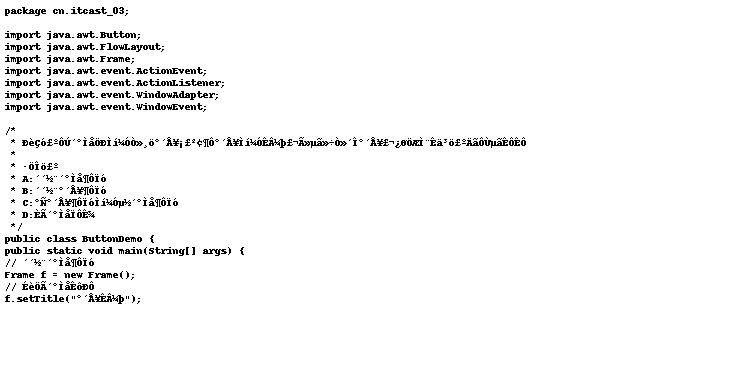 package cn.itcast_03;
import java.awt.Button;
import java.awt.FlowLayout;
import java.awt.Frame;
import java.awt.event.ActionEvent;
import java.awt.event.ActionListener;
import java.awt.event.WindowAdapter;
import java.awt.event.WindowEvent;
/*
 * ÐèÇó£ºÔÚ´°ÌåÖÐÌí¼ÓÒ»¸ö°´Å¥¡£²¢¶Ô°´Å¥Ìí¼ÓÊÂ¼þ£¬Ã»µã»÷Ò»´Î°´Å¥£¬¿ØÖÆÌ¨Êä³ö£ºÄãÔÙµãÊÔÊÔ
 *
 * ·ÖÎö£º
 * A:´´½¨´°Ìå¶ÔÏó
 * B:´´½¨°´Å¥¶ÔÏó
 * C:°Ñ°´Å¥¶ÔÏóÌí¼Óµ½´°Ìå¶ÔÏó
 * D:ÈÃ´°ÌåÏÔÊ¾
 */
public class ButtonDemo {
public static void main(String[] args) {
// ´´½¨´°Ìå¶ÔÏó
Frame f = new Frame();
// ÉèÖÃ´°ÌåÊôÐÔ
f.setTitle("°´Å¥ÊÂ¼þ");